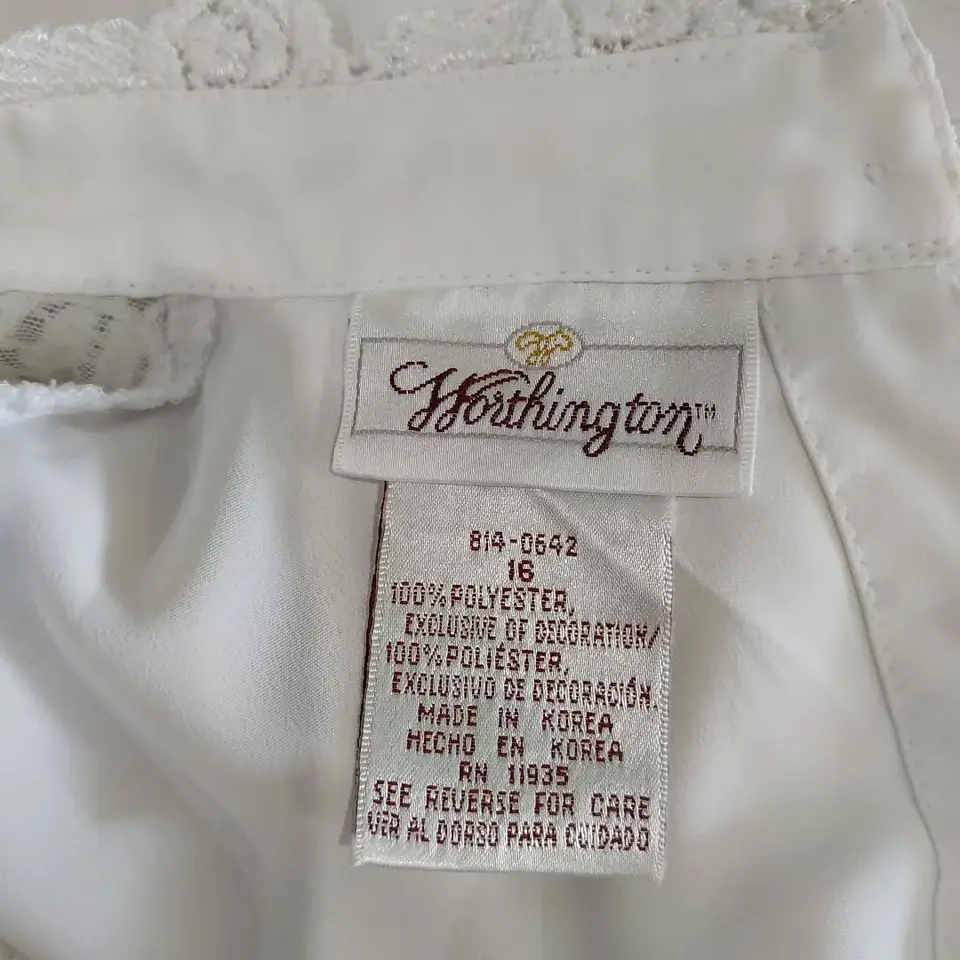 W
Worthington™
814-0642
16
100% POLYESTER,
EXCLUSIVE OF DECORATION/
100% POLIÉSTER,
EXCLUSIVO DE DECORACIÓN.
MADE IN KOREA
HECHO EN KOREA
RN 11935
SEE REVERSE FOR CARE
VER AL DORSO PARA CUIDADO